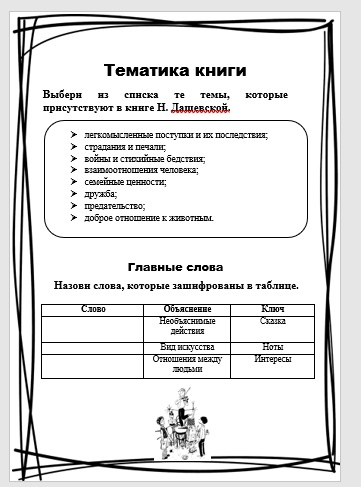 Тематика книги
Выбери из списка те темы, которые
присутствуют в книге Н. Дашевской.
легкомысленные поступки и их последствия;
страдания и печали;
войны и стихийные бедствия;
взаимоотношения человека;
семейные ценности;
дружба;
предательство;
доброе отношение к животным.
Главные слова
Назови слова, которые зашифрованы в таблице.
Слово Объяснение Ключ
Необъяснимые Сказка
действия
Вид искусства Ноты
Отношения между Интересы
людьми